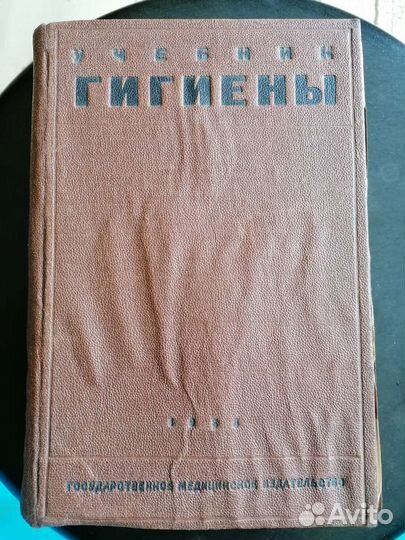 УЧЕБНИК
ГИГИЕНЫ
ГОСУДАРСТВЕННОЕ МЕДИЦИНСКОЕ ИЗДАТЕЛЬСТВО
Avito